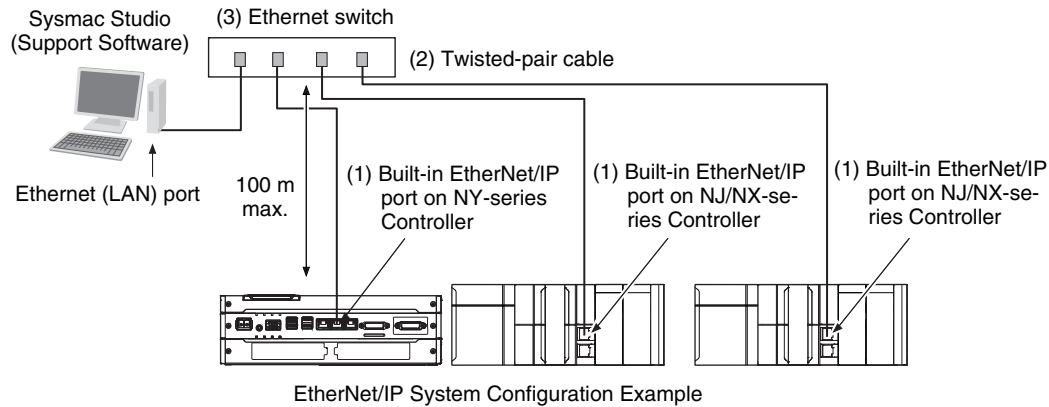 Sysmac Studio
(Support Software)
(3) Ethernet switch
(2) Twisted-pair cable
Ethernet (LAN) port
100 m
max.
(1) Built-in EtherNet/IP
port on NY-series
Controller
(1) Built-in EtherNet/IP
port on NJ/NX-se-
ries Controller
(1) Built-in EtherNet/IP
port on NJ/NX-se-
ries Controller
EtherNet/IP System Configuration Example